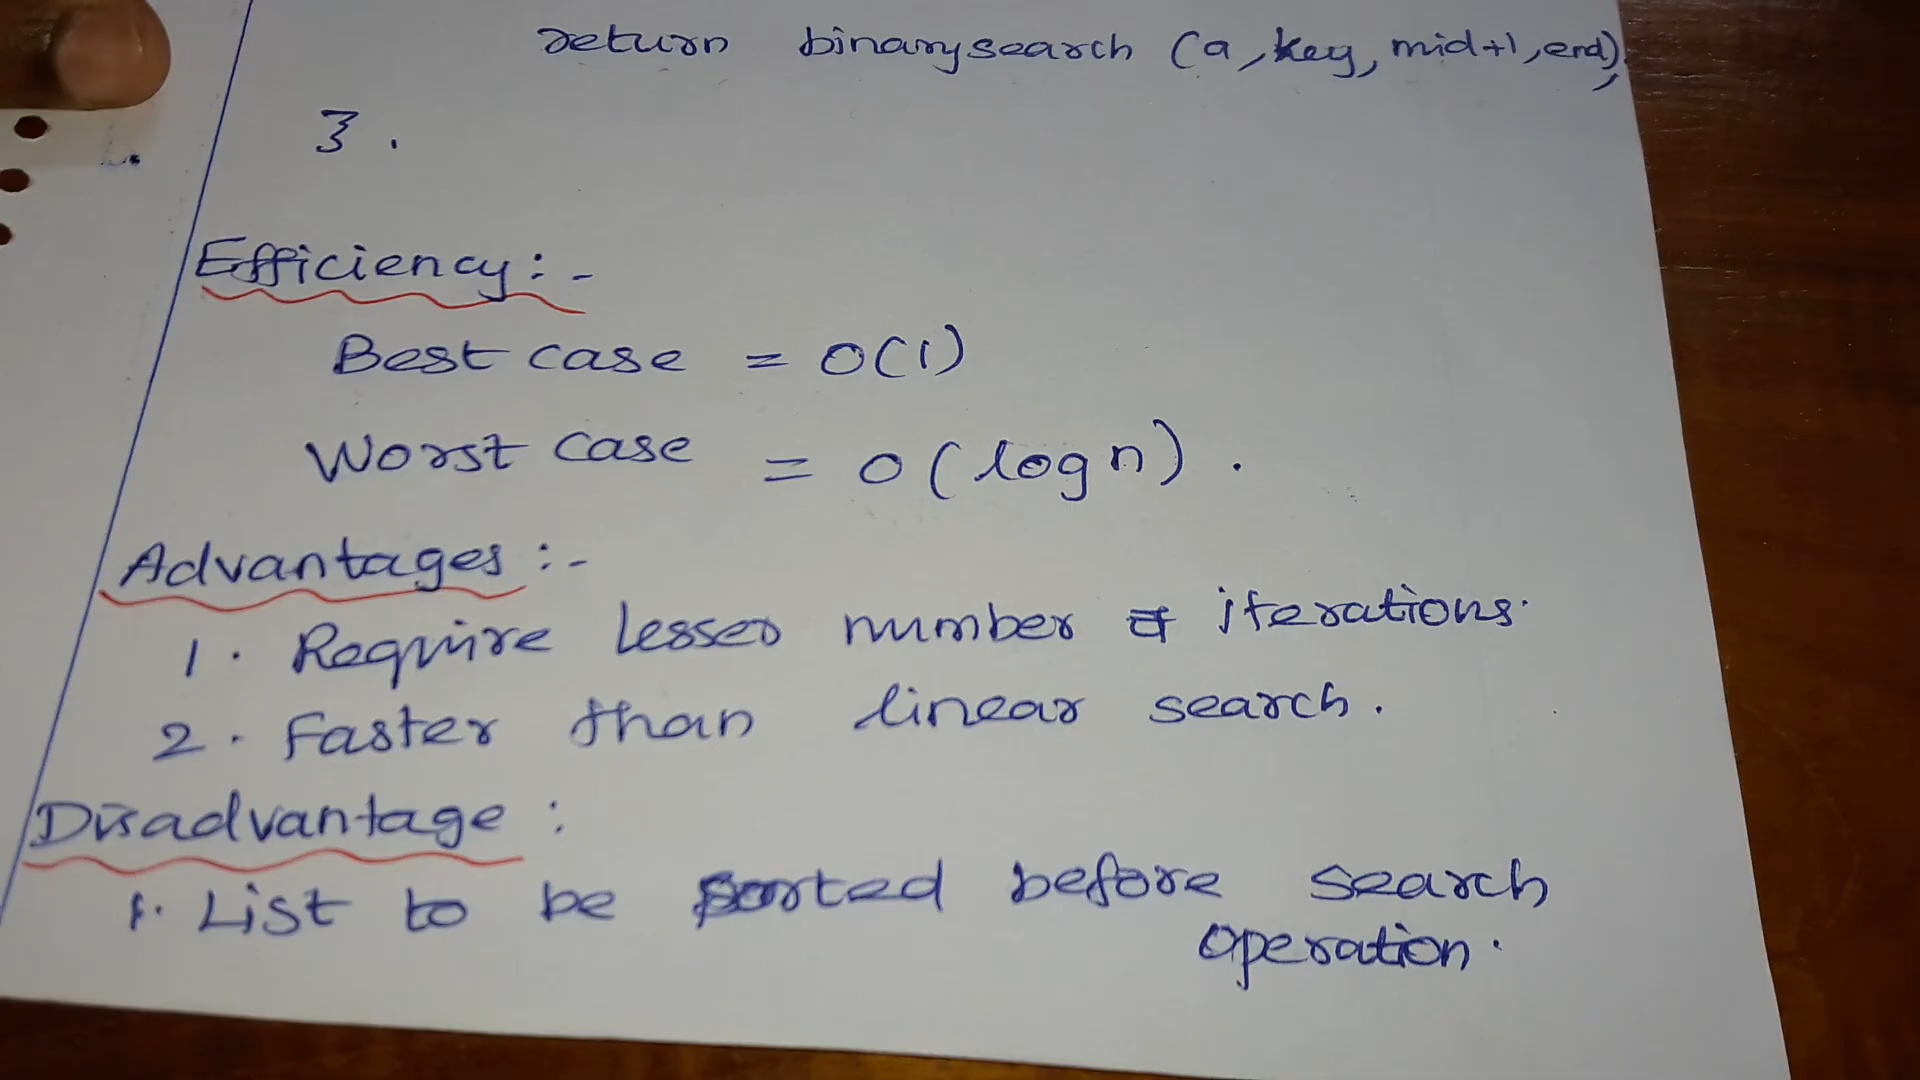 return binarysearch (a, key, mid+1, end);
} .
Efficiency : -
Best case = O(1)
Worst case = O(log n) .
Advantages : -
1. Require lesser number of iterations.
2. Faster than linear search.
Disadvantage :
1. List to be sorted before search
operation.